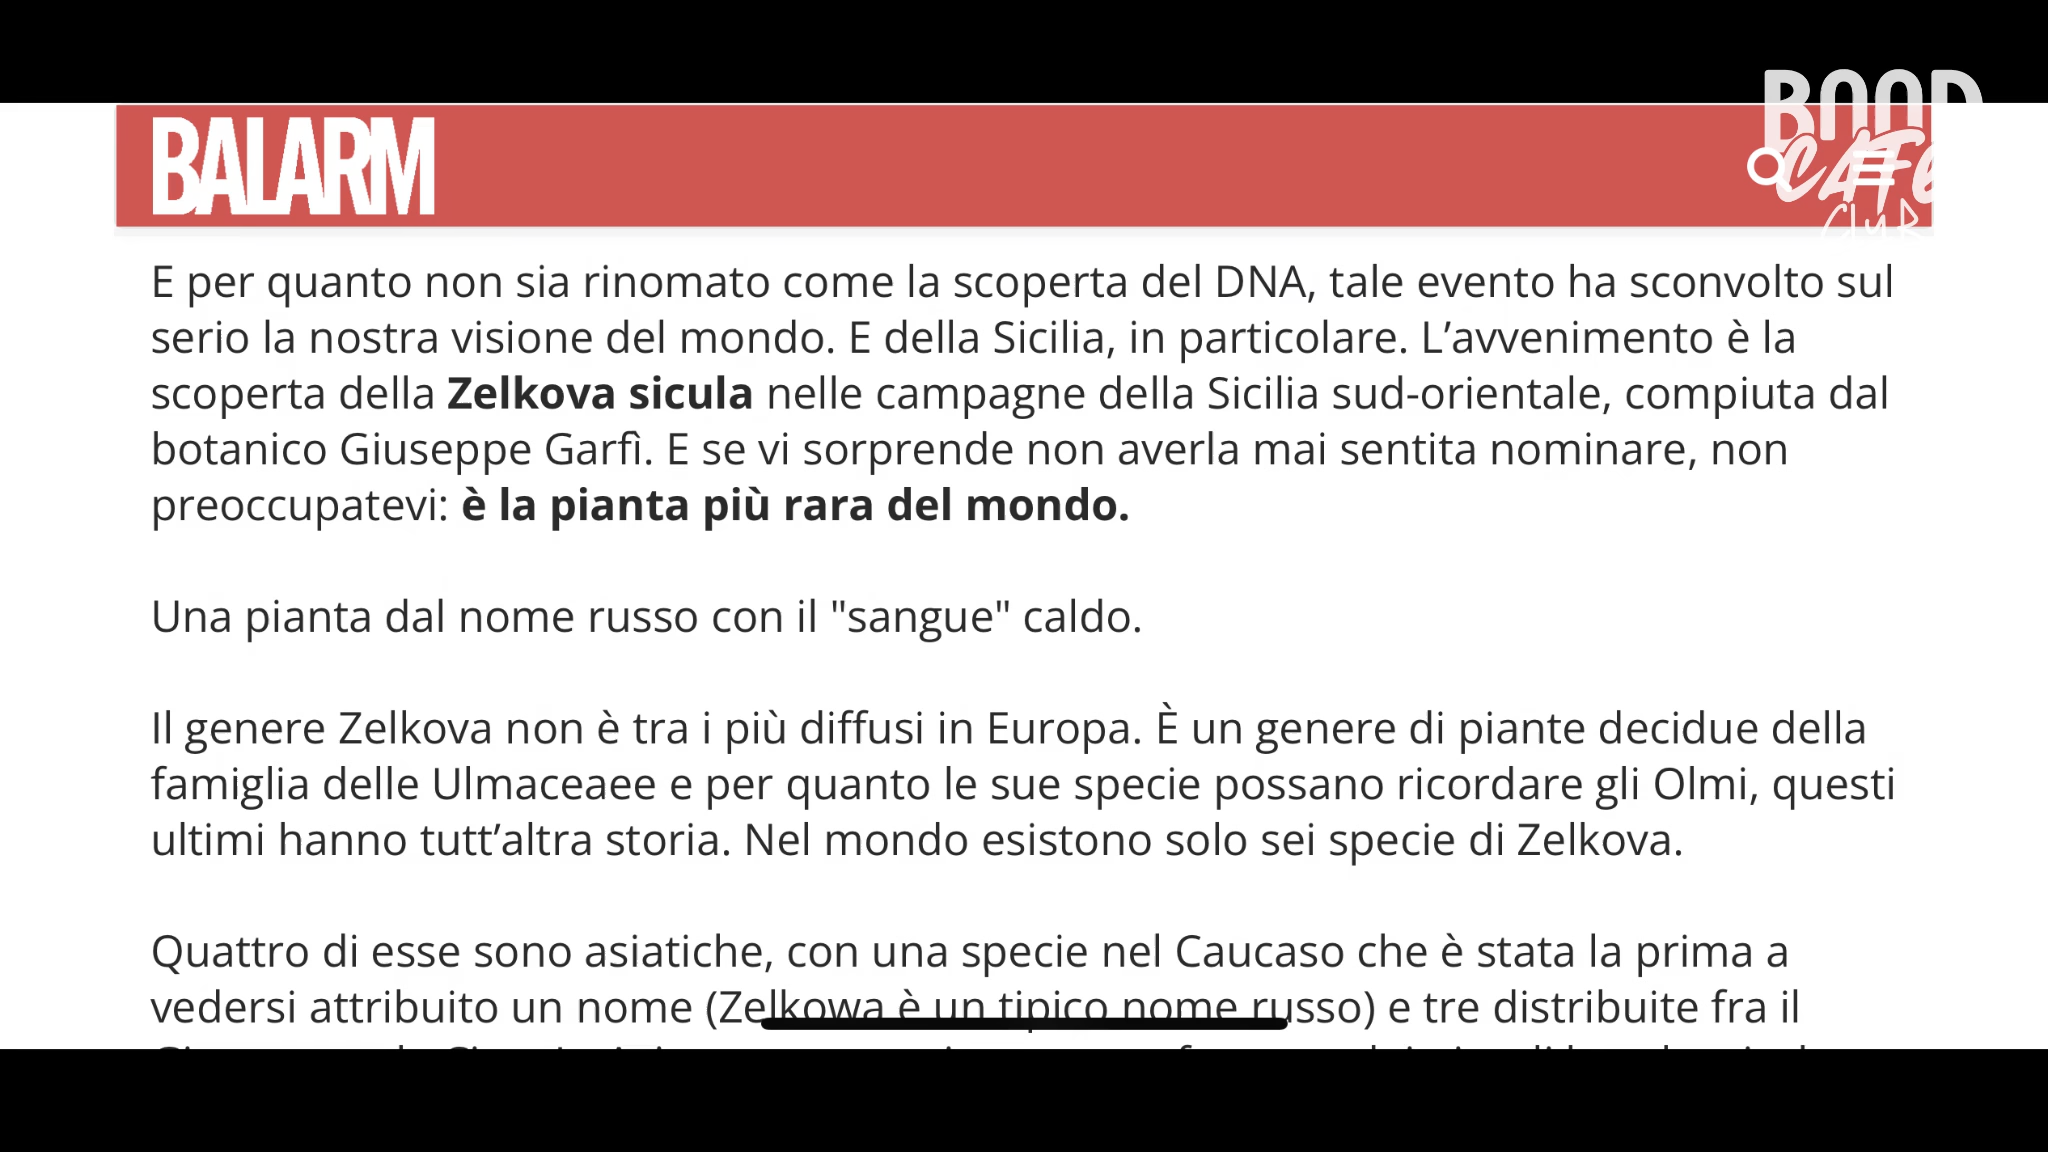 BALARM
BOOD
CAFè
CluB
E per quanto non sia rinomato come la scoperta del DNA, tale evento ha sconvolto sul
serio la nostra visione del mondo. E della Sicilia, in particolare. L’avvenimento è la
scoperta della Zelkova sicula nelle campagne della Sicilia sud-orientale, compiuta dal
botanico Giuseppe Garfì. E se vi sorprende non averla mai sentita nominare, non
preoccupatevi: è la pianta più rara del mondo.
Una pianta dal nome russo con il "sangue" caldo.
Il genere Zelkova non è tra i più diffusi in Europa. È un genere di piante decidue della
famiglia delle Ulmaceaee e per quanto le sue specie possano ricordare gli Olmi, questi
ultimi hanno tutt’altra storia. Nel mondo esistono solo sei specie di Zelkova.
Quattro di esse sono asiatiche, con una specie nel Caucaso che è stata la prima a
vedersi attribuito un nome (Zelkowa è un tipico nome russo) e tre distribuite fra il